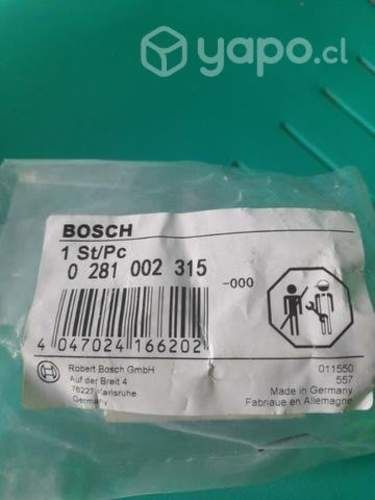 yapo.cl
BOSCH
1 St/Pc
0 281 002 315
-000
4 047024 166202
Robert Bosch GmbH
Auf der Breit 4
76227 Karlsruhe
Germany
011550
557
Made in Germany
Fabriqué en Allemagne